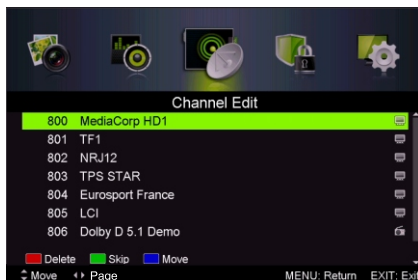 Channel Edit
800 MediaCorp HD1
801 TF1
802 NRJ12
803 TPS STAR
804 Eurosport France
805 LCI
806 Dolby D 5.1 Demo
Delete Skip Move
Move Page MENU: Return EXIT: Exit